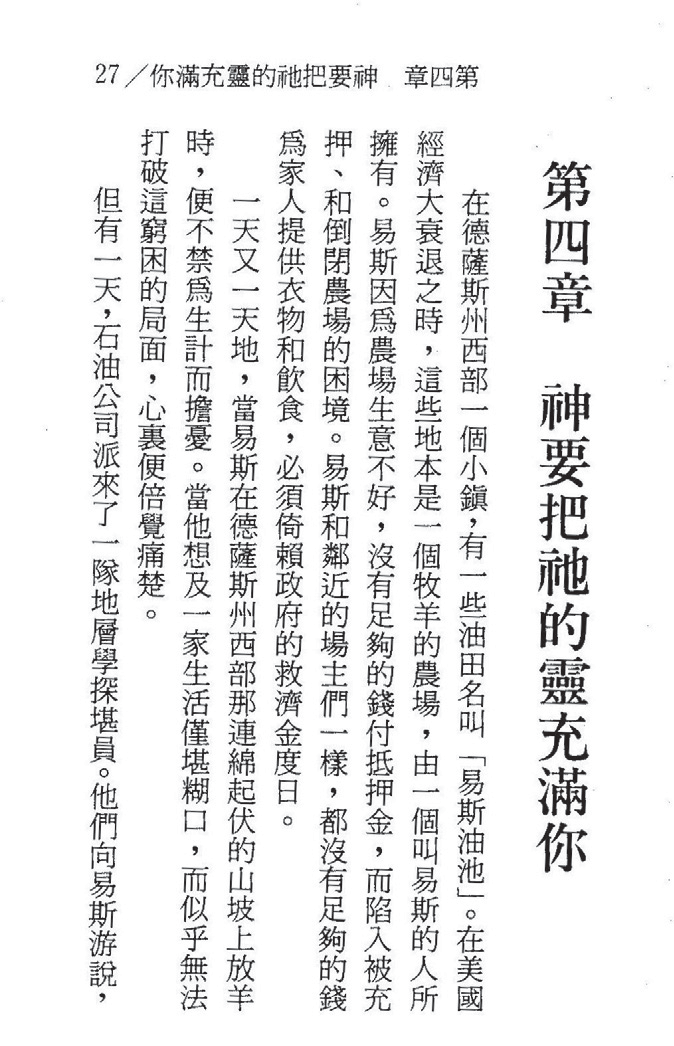 27／你滿充靈的祂把要神　章四第
第四章　神要把祂的靈充滿你
在德薩斯州西部一個小鎮，有一些油田名叫「易斯油池」。在美國
經濟大衰退之時，這些地本是一個牧羊的農場，由一個叫易斯的人所
擁有。易斯因爲農場生意不好，沒有足夠的錢付抵押金，而陷入被充
押、和倒閉農場的困境。易斯和鄰近的場主們一樣，都沒有足夠的錢
爲家人提供衣物和飲食，必須倚賴政府的救濟金度日。
一天又一天地，當易斯在德薩斯州西部那連綿起伏的山坡上放羊
時，便不禁爲生計而擔憂。當他想及一家生活僅堪糊口，而似乎無法
打破這窮困的局面，心裏便倍覺痛楚。
但有一天，石油公司派來了一隊地層學探堪員。他們向易斯游說，